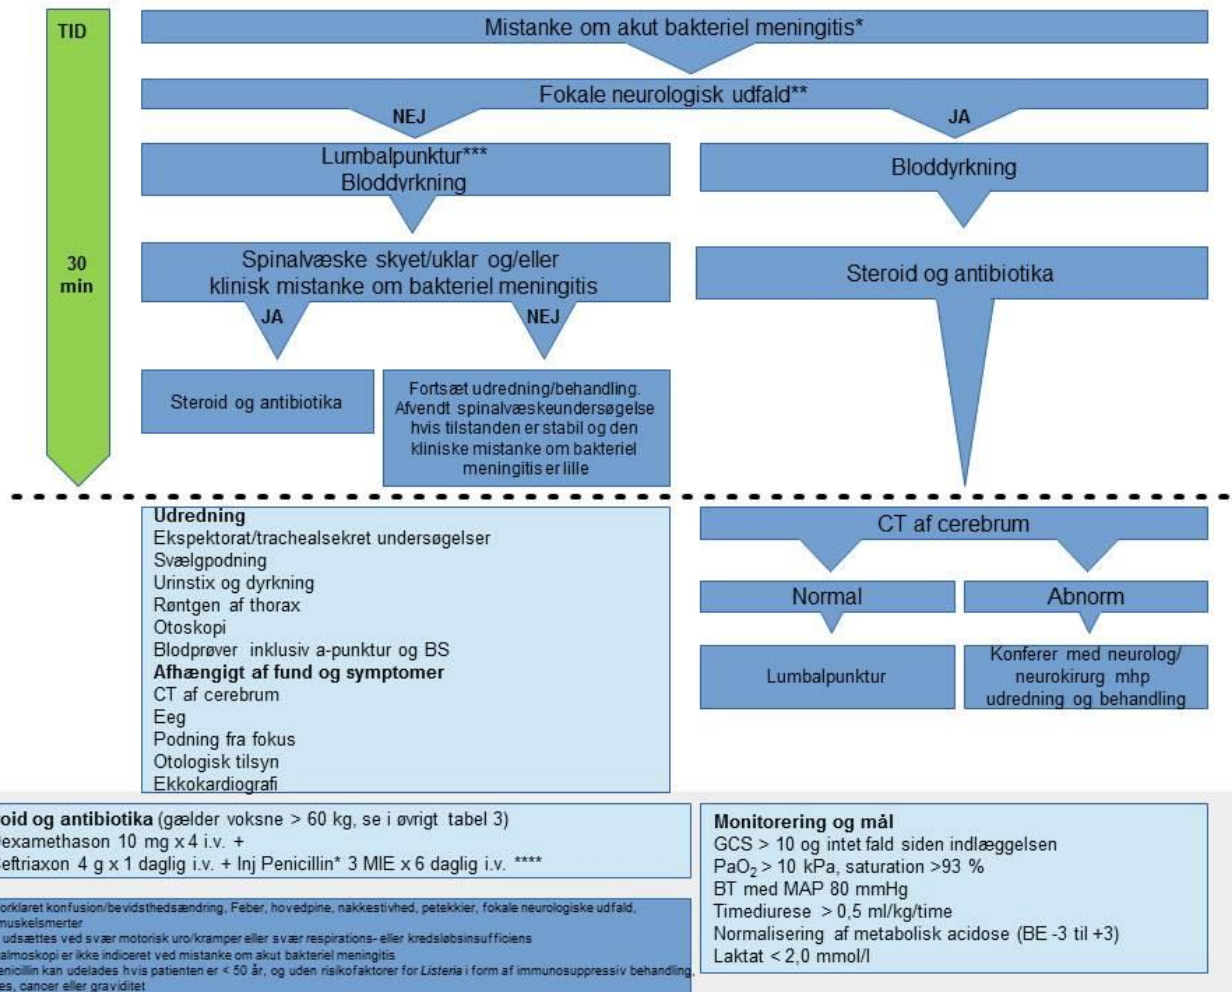 TID
Mistanke om akut bakteriel meningitis*
Fokale neurologisk udfald**
NEJ
JA
Lumbalpunktur***
Bloddyrkning
Bloddyrkning
30
min
Spinalvæske skyet/uklar og/eller
klinisk mistanke om bakteriel meningitis
Steroid og antibiotika
JA
NEJ
Steroid og antibiotika
Fortsæt udredning/behandling.
Afvendt spinalvæskeundersøgelse
hvis tilstanden er stabil og den
kliniske mistanke om bakteriel
meningitis er lille
Udredning
Ekspektorat/trachealsekret undersøgelser
Svælgpodning
Urinstix og dyrkning
Røntgen af thorax
Otoskopi
Blodprøver inklusiv a-punktur og BS
Afhængigt af fund og symptomer
CT af cerebrum
Eeg
Podning fra fokus
Otologisk tilsyn
Ekkokardiografi
CT af cerebrum
Normal
Abnorm
Lumbalpunktur
Konferer med neurolog/
neurokirurg mhp
udredning og behandling
oid og antibiotika (gælder voksne > 60 kg, se i øvrigt tabel 3)
examethason 10 mg x 4 i.v. +
eftriaxon 4 g x 1 daglig i.v. + Inj Penicillin* 3 MIE x 6 daglig i.v. ****
orklaret konfusion/bevidsthedsændring, Feber, hovedpine, nakkestivhed, petekkier, fokale neurologiske udfald,
muskelsmerter
udsættes ved svær motorisk uro/kramper eller svær respirations- eller kredsløbsinsufficiens
almoskopi er ikke indiceret ved mistanke om akut bakteriel meningitis
enicillin kan udelades hvis patienten er < 50 år, og uden risikofaktorer for Listeria i form af immunosuppressiv behandling,
es, cancer eller graviditet
Monitorering og mål
GCS > 10 og intet fald siden indlæggelsen
PaO2 > 10 kPa, saturation >93 %
BT med MAP 80 mmHg
Timediurese > 0,5 ml/kg/time
Normalisering af metabolisk acidose (BE -3 til +3)
Laktat < 2,0 mmol/l